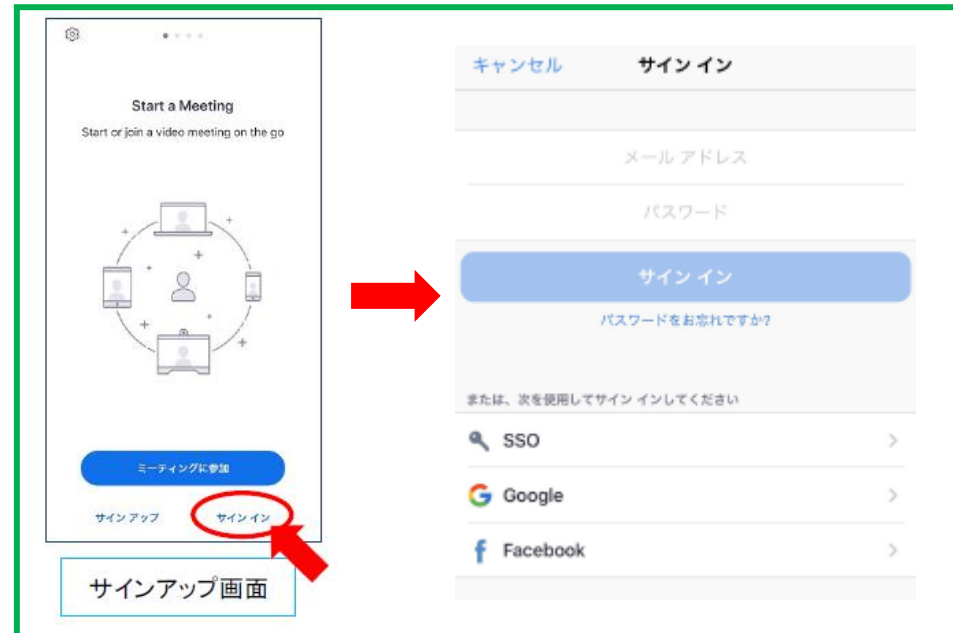 Start a Meeting
Start or join a video meeting on the go
ミーティングに参加
サイン アップ
サイン イン
サインアップ画面
キャンセル
サイン イン
メール アドレス
パスワード
サイン イン
パスワードをお忘れですか?
または、次を使用してサイン インしてください
SSO
Google
Facebook